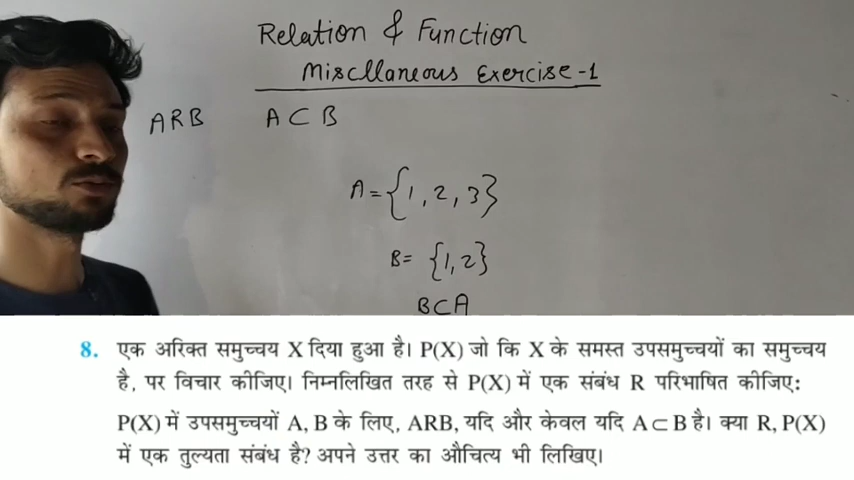 Relation & Function
Miscllaneous Exercise-1
ARB A ⊂ B
A = {1, 2, 3}
B = {1, 2}
B⊂A
8. एक अरिक्त समुच्चय X दिया हुआ है। P(X) जो कि X के समस्त उपसमुच्चयों का समुच्चय
है, पर विचार कीजिए। निम्नलिखित तरह से P(X) में एक संबंध R परिभाषित कीजिए:
P(X) में उपसमुच्चयों A, B के लिए, ARB, यदि और केवल यदि A⊂B है। क्या R, P(X)
में एक तुल्यता संबंध है? अपने उत्तर का औचित्य भी लिखिए।